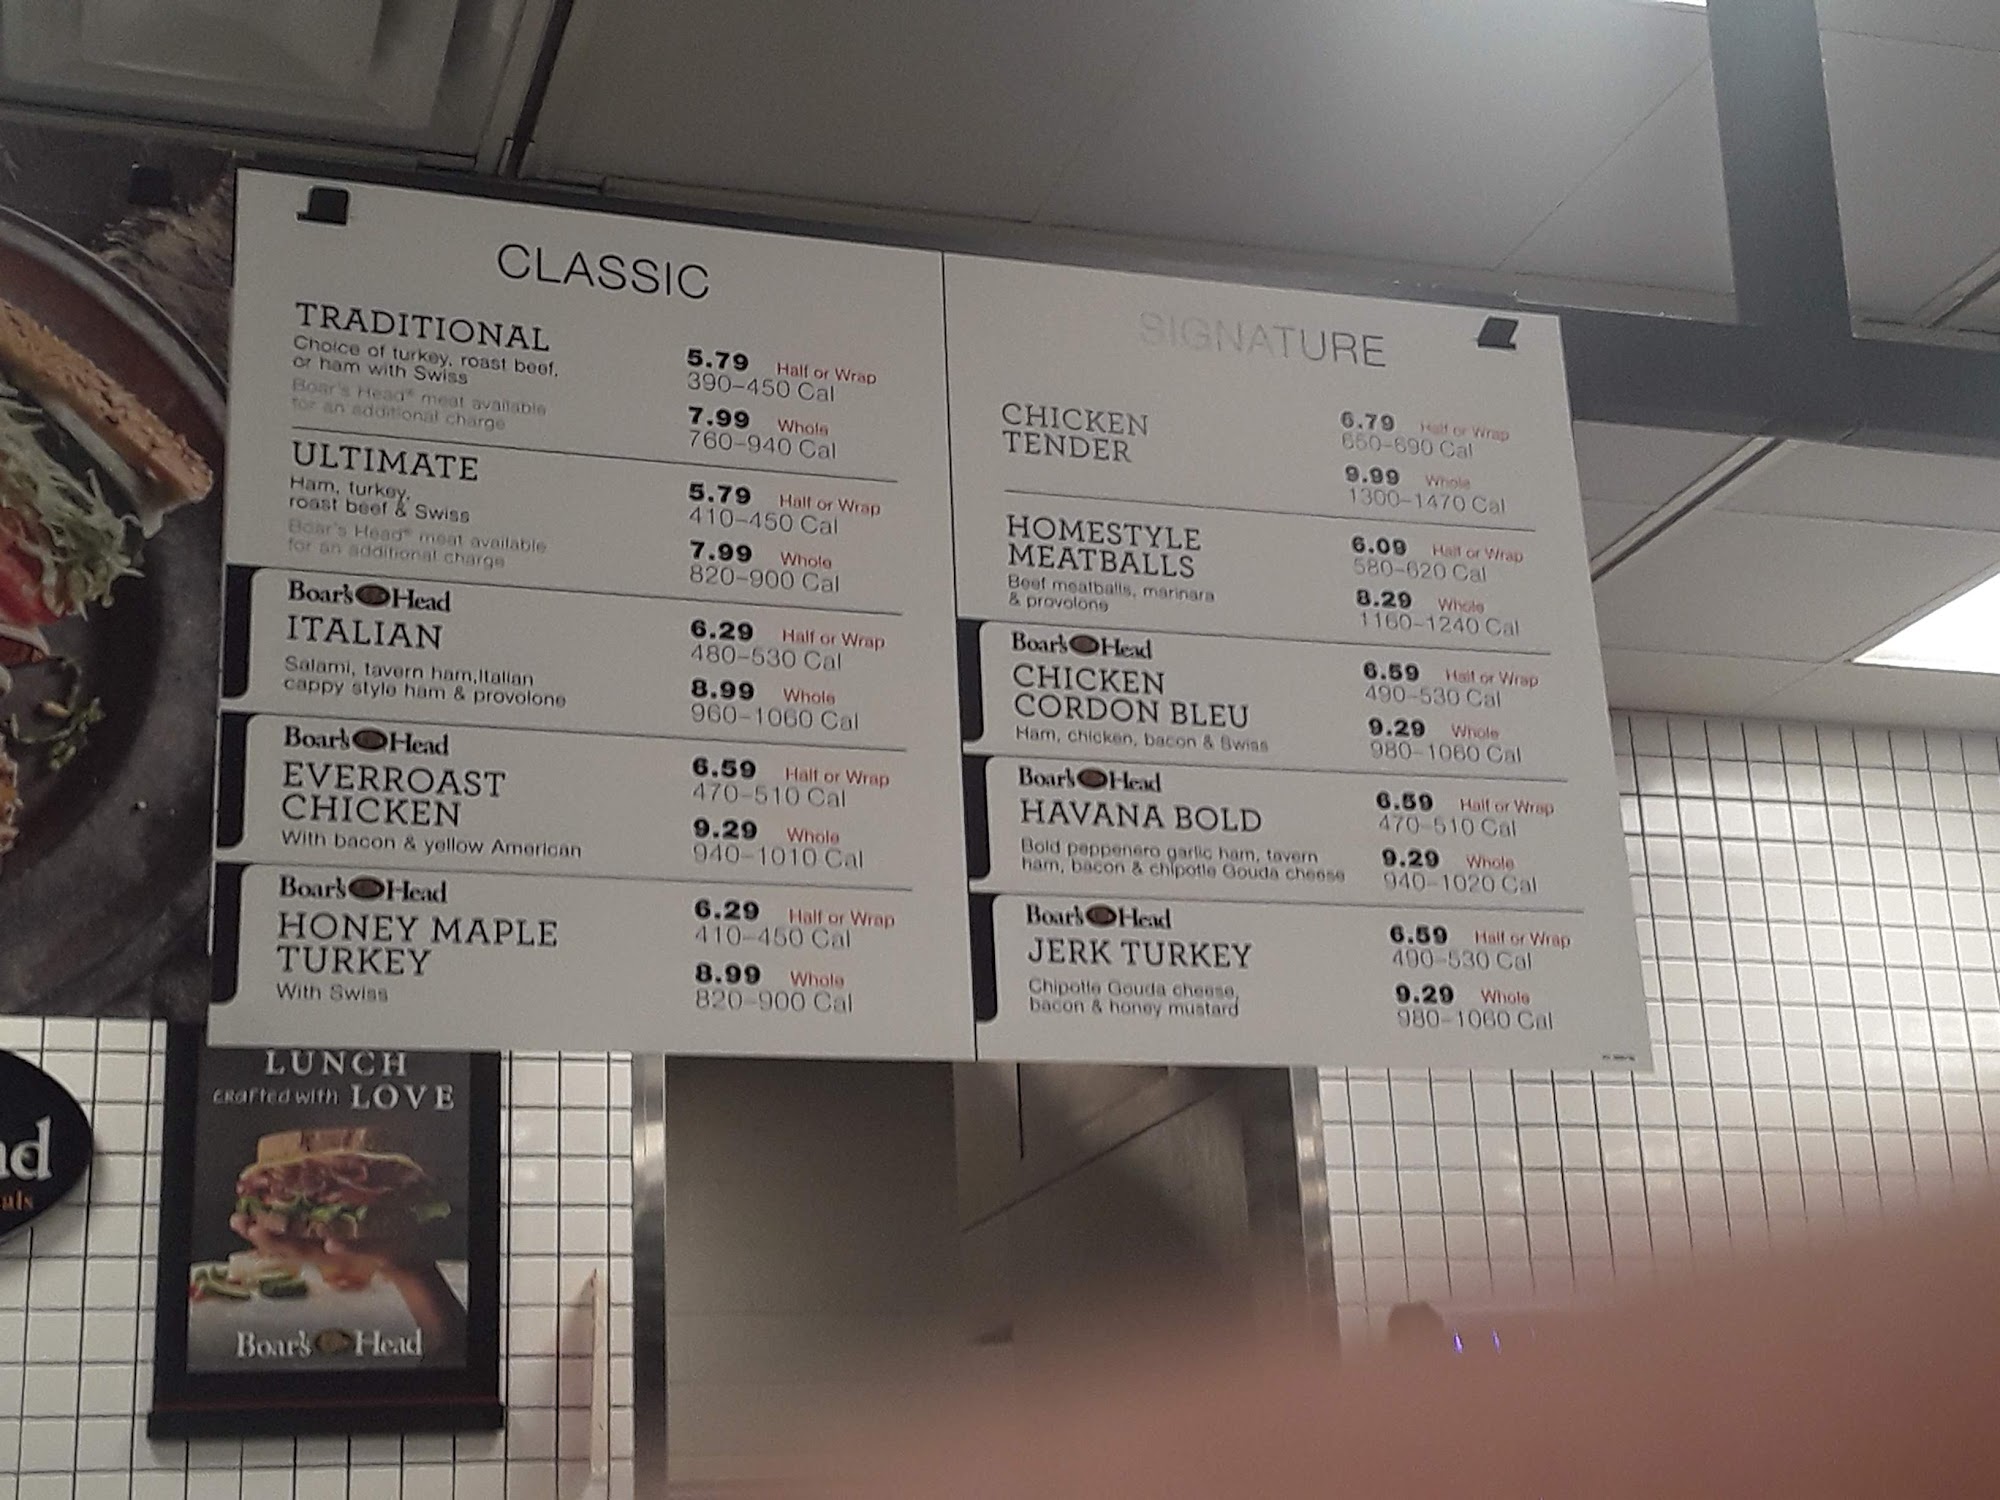 CLASSIC
TRADITIONAL
Choice of turkey, roast beef,
or ham with Swiss
Boar's Head® meat available
for an additional charge
5.79 Half or Wrap
390–450 Cal
7.99 Whole
760–940 Cal
ULTIMATE
Ham, turkey,
roast beef & Swiss
Boar's Head® meat available
for an additional charge
5.79 Half or Wrap
410–450 Cal
7.99 Whole
820–900 Cal
Boar's Head
ITALIAN
Salami, tavern ham,Italian
cappy style ham & provolone
6.29 Half or Wrap
480–530 Cal
8.99 Whole
960–1060 Cal
Boar's Head
EVERROAST
CHICKEN
With bacon & yellow American
6.59 Half or Wrap
470–510 Cal
9.29 Whole
940–1010 Cal
Boar's Head
HONEY MAPLE
TURKEY
With Swiss
6.29 Half or Wrap
410–450 Cal
8.99 Whole
820–900 Cal
SIGNATURE
CHICKEN
TENDER
6.79 Half or Wrap
650–690 Cal
9.99 Whole
1300–1470 Cal
HOMESTYLE
MEATBALLS
Beef meatballs, marinara
& provolone
6.09 Half or Wrap
580–620 Cal
8.29 Whole
1160–1240 Cal
Boar's Head
CHICKEN
CORDON BLEU
Ham, chicken, bacon & Swiss
6.59 Half or Wrap
490–530 Cal
9.29 Whole
980–1060 Cal
Boar's Head
HAVANA BOLD
Bold peppenero garlic ham, tavern
ham, bacon & chipotle Gouda cheese
6.59 Half or Wrap
470–510 Cal
9.29 Whole
940–1020 Cal
Boar's Head
JERK TURKEY
Chipotle Gouda cheese,
bacon & honey mustard
6.59 Half or Wrap
490–530 Cal
9.29 Whole
980–1060 Cal
LUNCH
crafted with LOVE
Boar's Head
ad
als